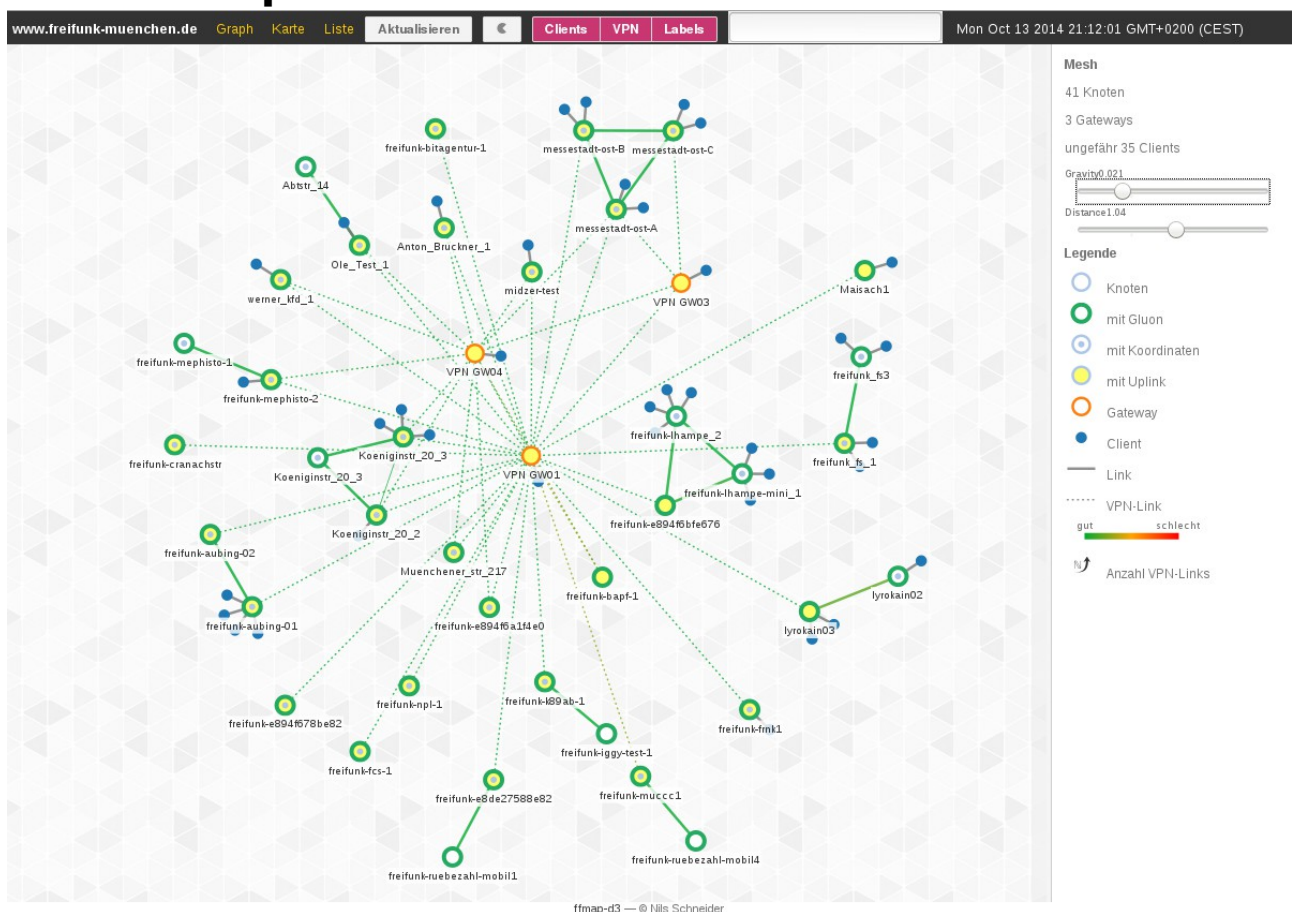 www.freifunk-muenchen.de Graph Karte Liste Aktualisieren Clients VPN Labels Mon Oct 13 2014 21:12:01 GMT+0200 (CEST)
Mesh
41 Knoten
3 Gateways
ungefähr 35 Clients
Gravity0.021
Distance1.04
Legende
Knoten
mit Gluon
mit Koordinaten
mit Uplink
Gateway
Client
Link
VPN-Link
gut schlecht
Anzahl VPN-Links
freifunk-bitagentur-1
messestadt-ost-B messestadt-ost-C
Abtstr_14
messestadt-ost-A
Anton_Bruckner_1
Ole_Test_1
midzer-test
Maisach1
werner_kfd_1
VPN GW03
freifunk-mephisto-1
VPN GW04
freifunk_fs3
freifunk-mephisto-2
freifunk-lhampe_2
Koeniginstr_20_3
freifunk-cranachstr
freifunk_fs_1
Koeniginstr_20_3
VPN GW01
freifunk-lhampe-mini_1
freifunk-e894f6bfe676
Koeniginstr_20_2
freifunk-aubing-02
Muenchener_str_217
freifunk-bapf-1
lyrokain02
freifunk-aubing-01
freifunk-e894f6a1f4e0
lyrokain03
freifunk-npl-1
freifunk-k89ab-1
freifunk-e894f678be82
freifunk-fmk1
freifunk-iggy-test-1
freifunk-fcs-1
freifunk-e8de27588e82
freifunk-muccc1
freifunk-ruebezahl-mobil4
freifunk-ruebezahl-mobil1
ffmap-d3 — © Nils Schneider